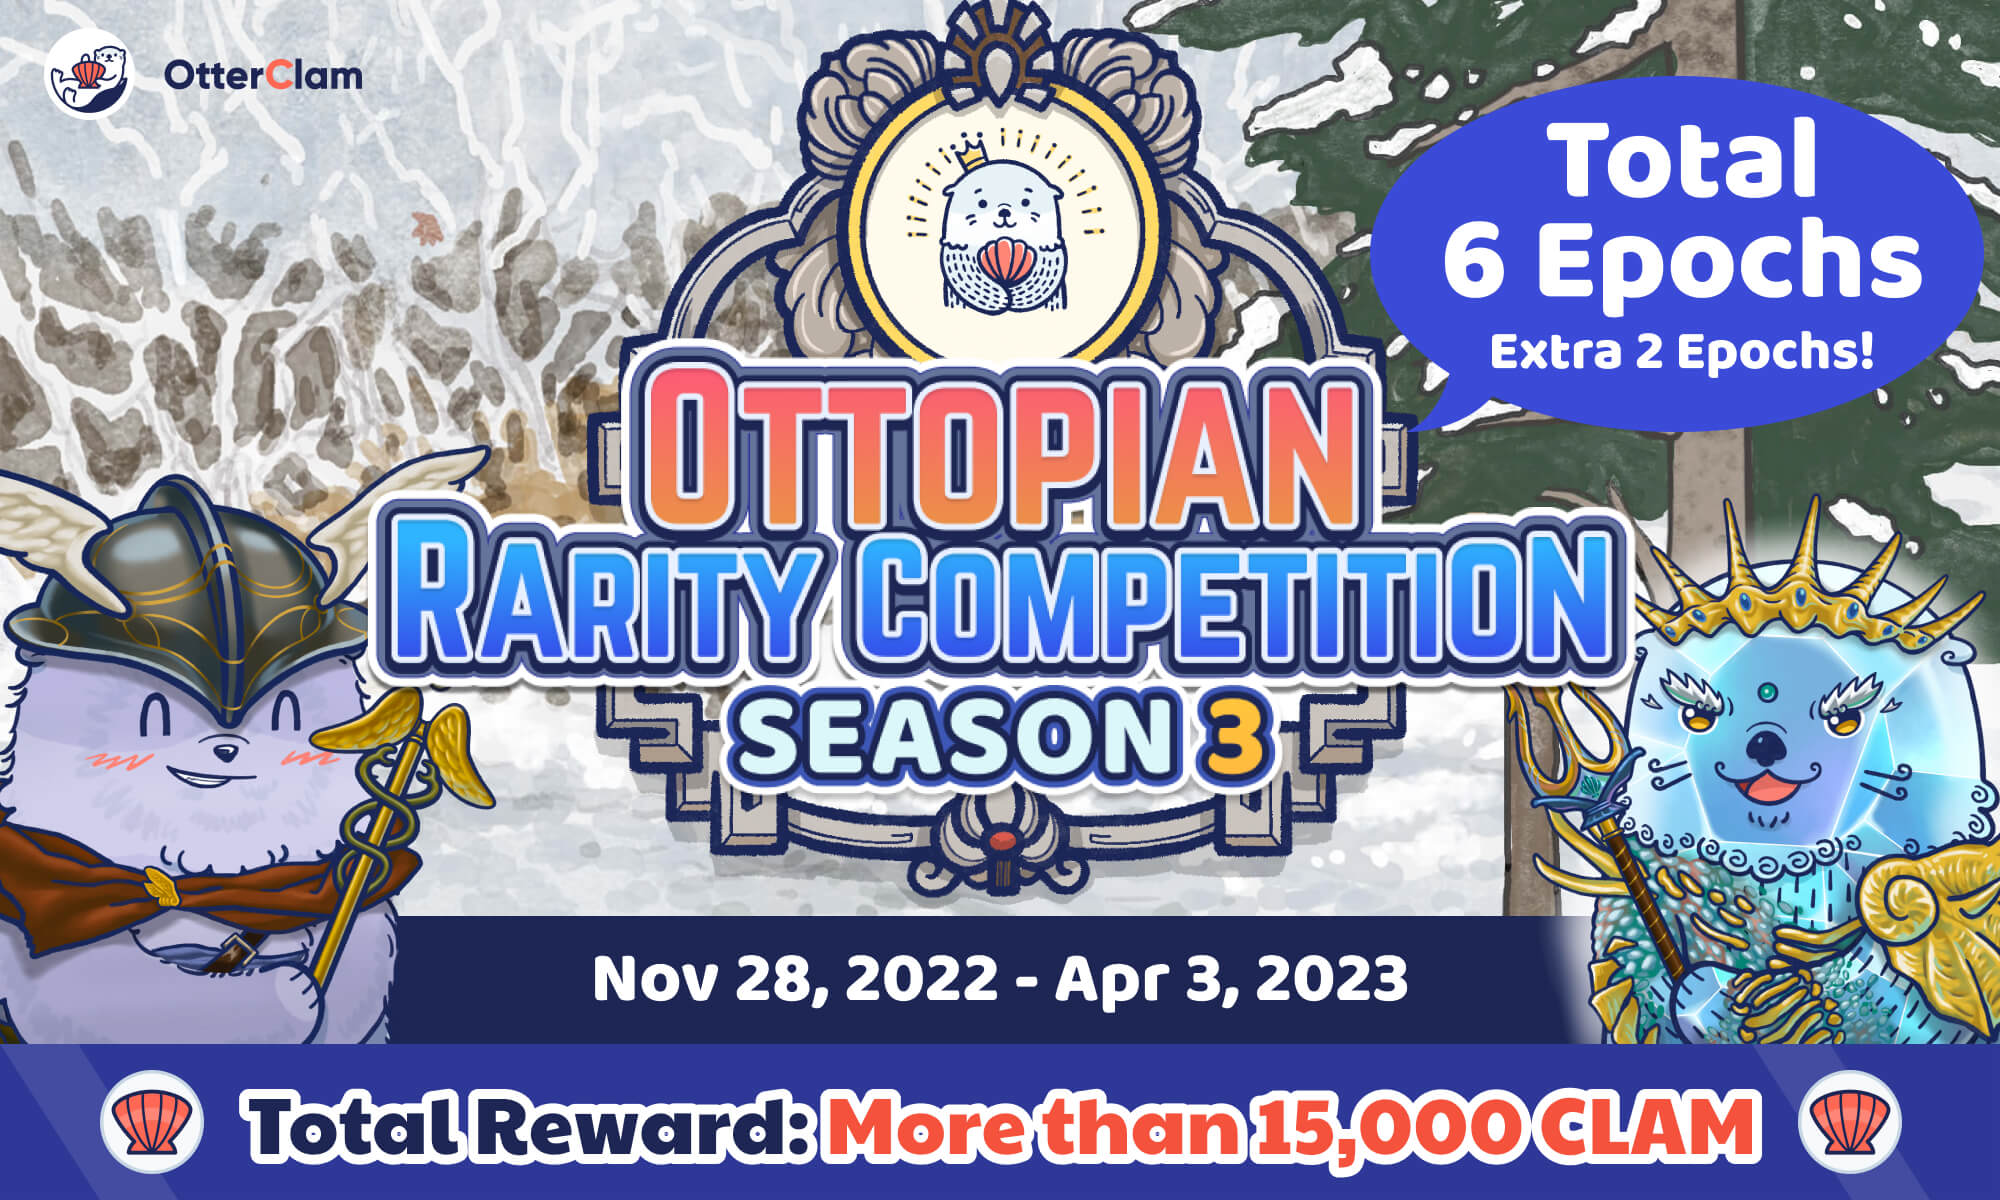 OtterClam
Total
6 Epochs
Extra 2 Epochs!
OTTOPIAN
RARITY COMPETITION
SEASON 3
Nov 28, 2022 - Apr 3, 2023
Total Reward: More than 15,000 CLAM